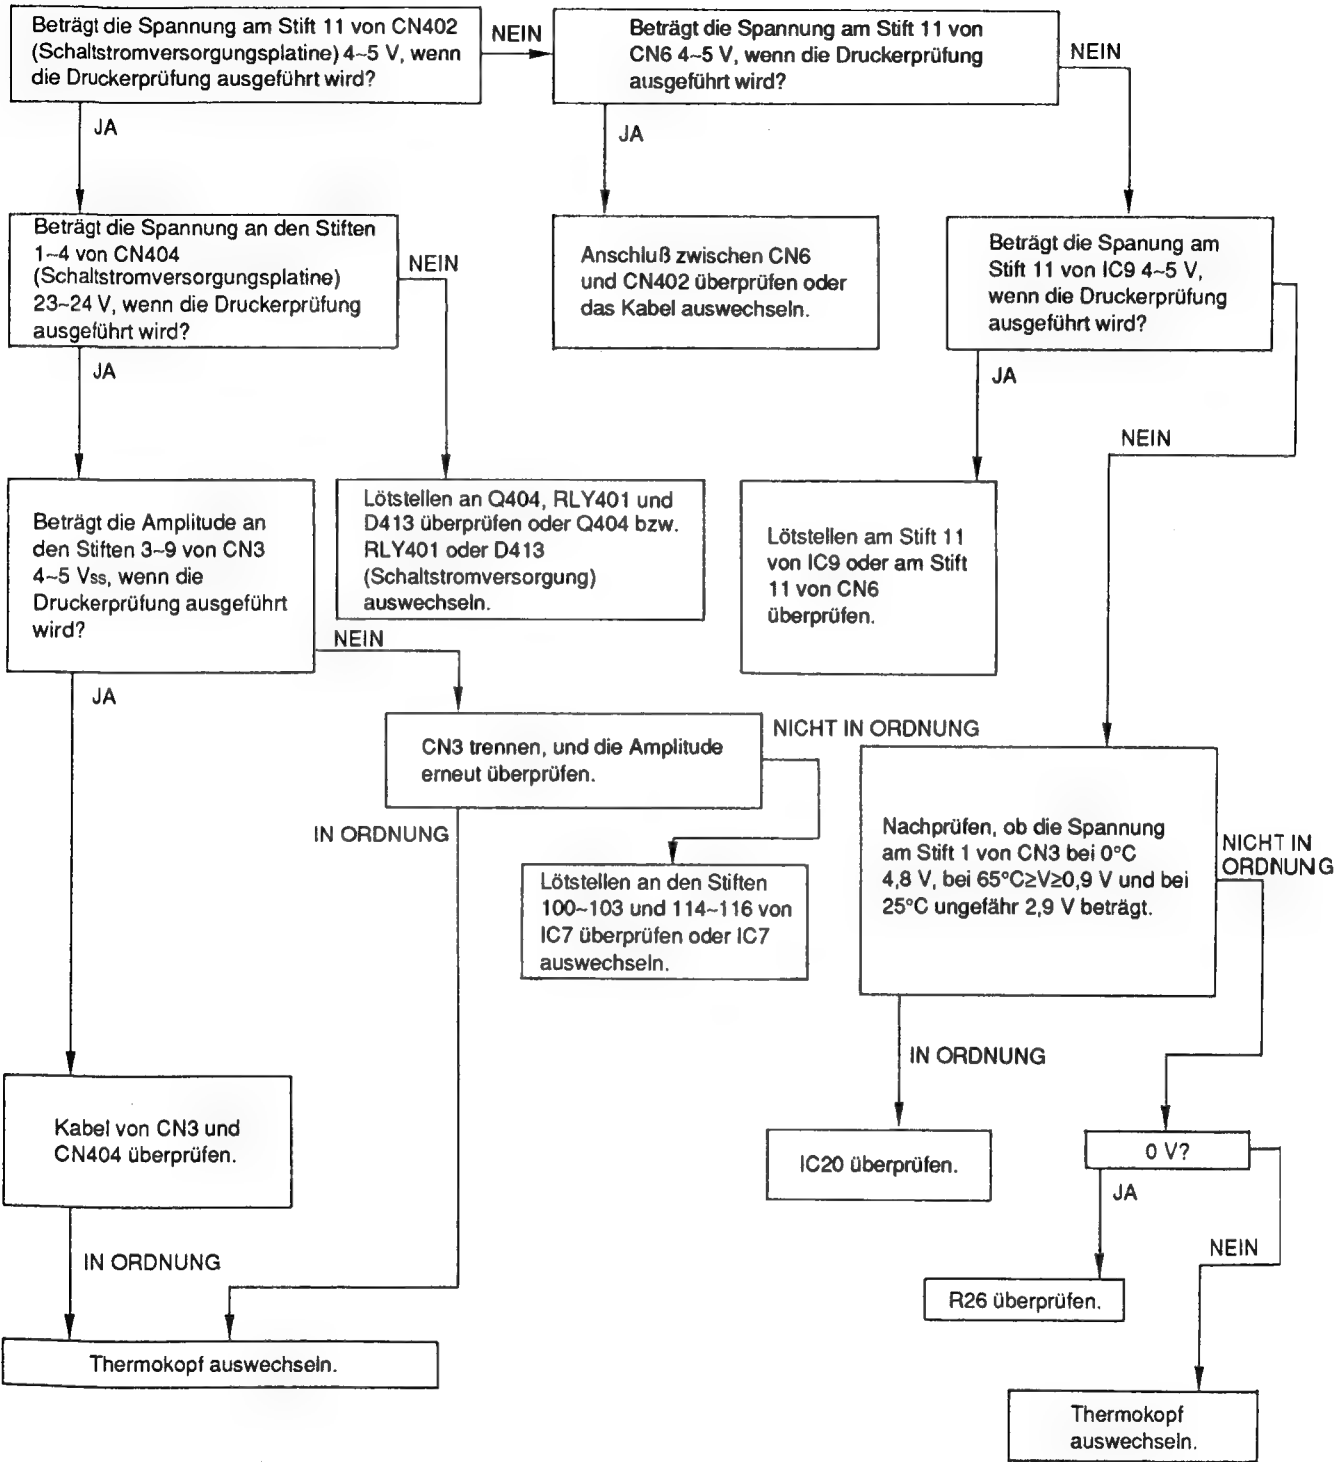 Beträgt die Spannung am Stift 11 von CN402
(Schaltstromversorgungsplatine) 4~5 V, wenn
die Druckerprüfung ausgeführt wird?
NEIN
Beträgt die Spannung am Stift 11 von
CN6 4~5 V, wenn die Druckerprüfung
ausgeführt wird?
NEIN
JA
JA
Beträgt die Spannung an den Stiften
1~4 von CN404
(Schaltstromversorgungsplatine)
23~24 V, wenn die Druckerprüfung
ausgeführt wird?
NEIN
Anschluß zwischen CN6
und CN402 überprüfen oder
das Kabel auswechseln.
Beträgt die Spanung am
Stift 11 von IC9 4~5 V,
wenn die Druckerprüfung
ausgeführt wird?
JA
JA
NEIN
Beträgt die Amplitude an
den Stiften 3~9 von CN3
4~5 Vss, wenn die
Druckerprüfung ausgeführt
wird?
Lötstellen an Q404, RLY401 und
D413 überprüfen oder Q404 bzw.
RLY401 oder D413
(Schaltstromversorgung)
auswechseln.
Lötstellen am Stift 11
von IC9 oder am Stift
11 von CN6
überprüfen.
NEIN
JA
CN3 trennen, und die Amplitude
erneut überprüfen.
NICHT IN ORDNUNG
IN ORDNUNG
Lötstellen an den Stiften
100~103 und 114~116 von
IC7 überprüfen oder IC7
auswechseln.
Nachprüfen, ob die Spannung
am Stift 1 von CN3 bei 0°C
4,8 V, bei 65°C≥V≥0,9 V und bei
25°C ungefähr 2,9 V beträgt.
NICHT IN
ORDNUNG
IN ORDNUNG
Kabel von CN3 und
CN404 überprüfen.
IC20 überprüfen.
0 V?
JA
NEIN
IN ORDNUNG
R26 überprüfen.
Thermokopf auswechseln.
Thermokopf
auswechseln.